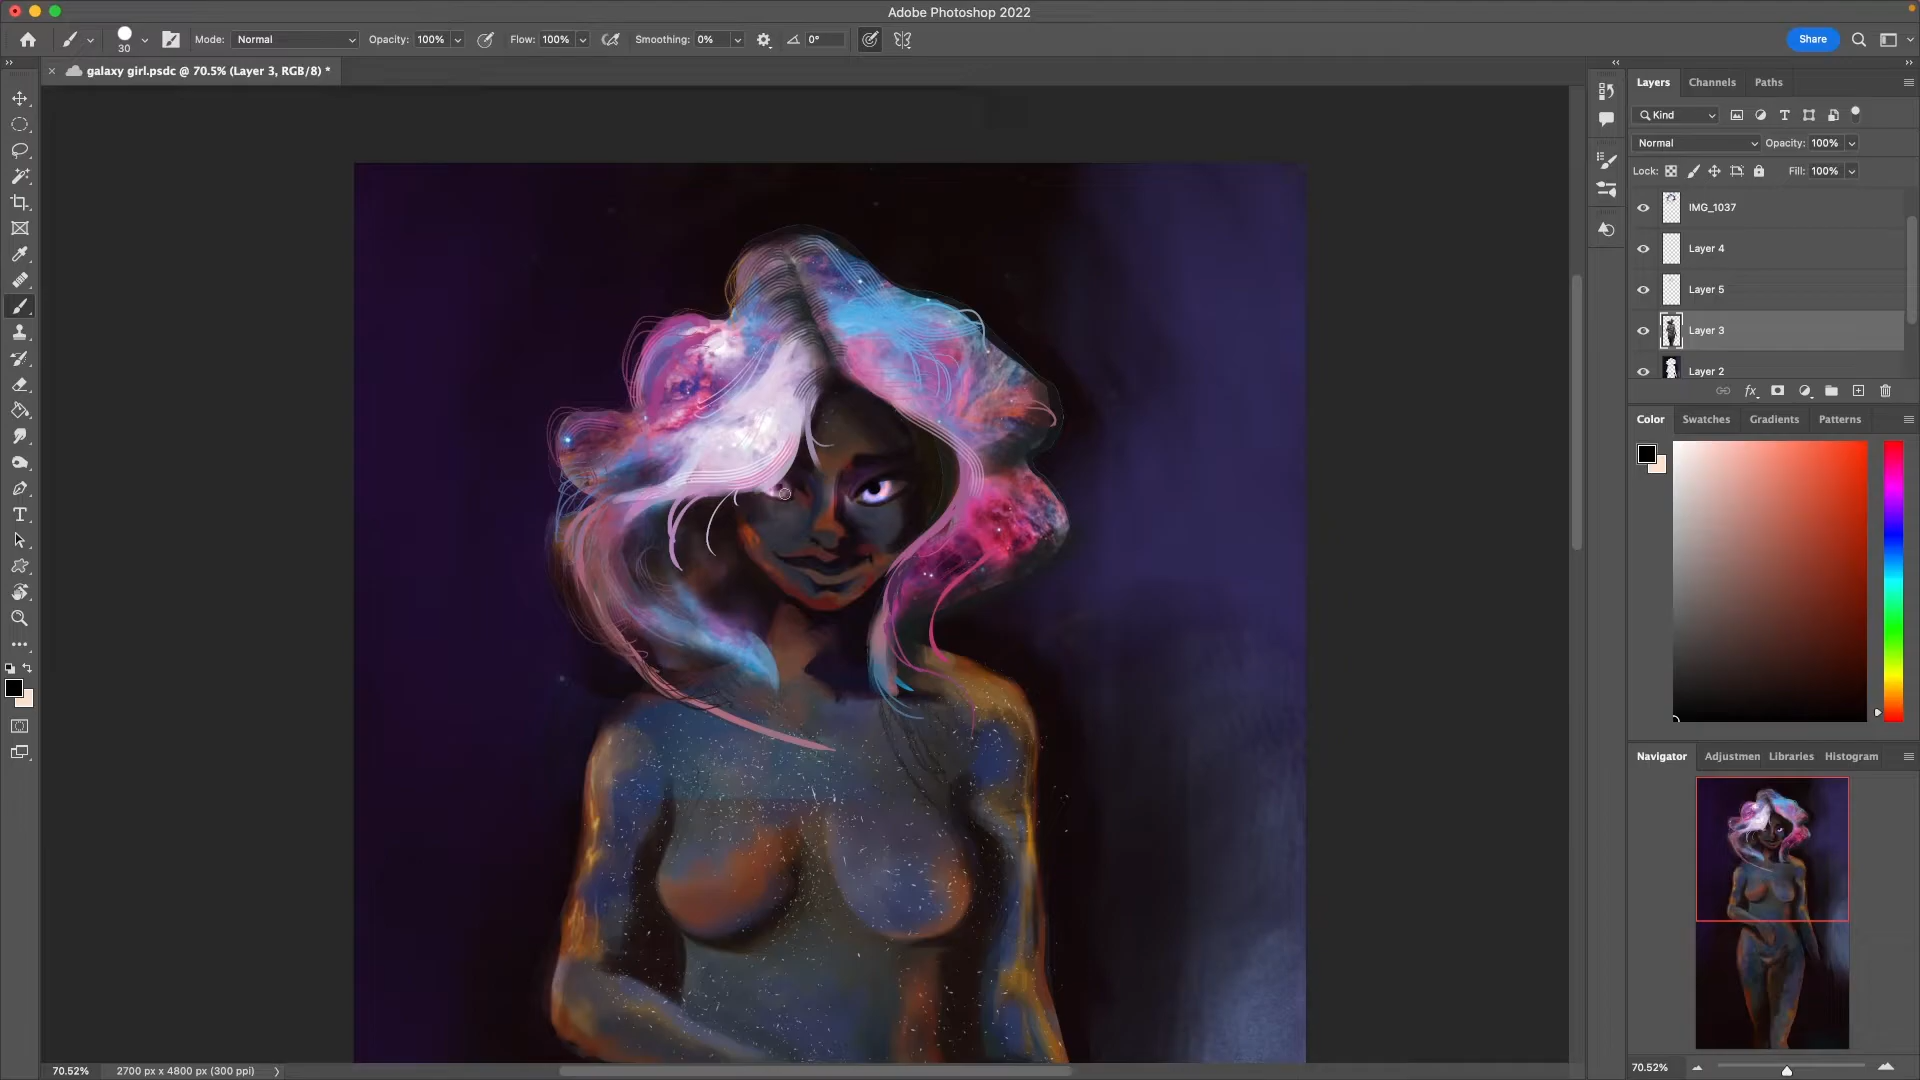 Adobe Photoshop 2022
30
Mode: Normal
Opacity: 100%
Flow: 100%
Smoothing: 0%
0°
Share
galaxy girl.psdc @ 70.5% (Layer 3, RGB/8) *
Layers Channels Paths
Kind
Normal
Opacity: 100%
Lock:
Fill: 100%
IMG_1037
Layer 4
Layer 5
Layer 3
Layer 2
fx
Color Swatches Gradients Patterns
Navigator Adjustmen Libraries Histogram
70.52%
70.52%
2700 px x 4800 px (300 ppi)